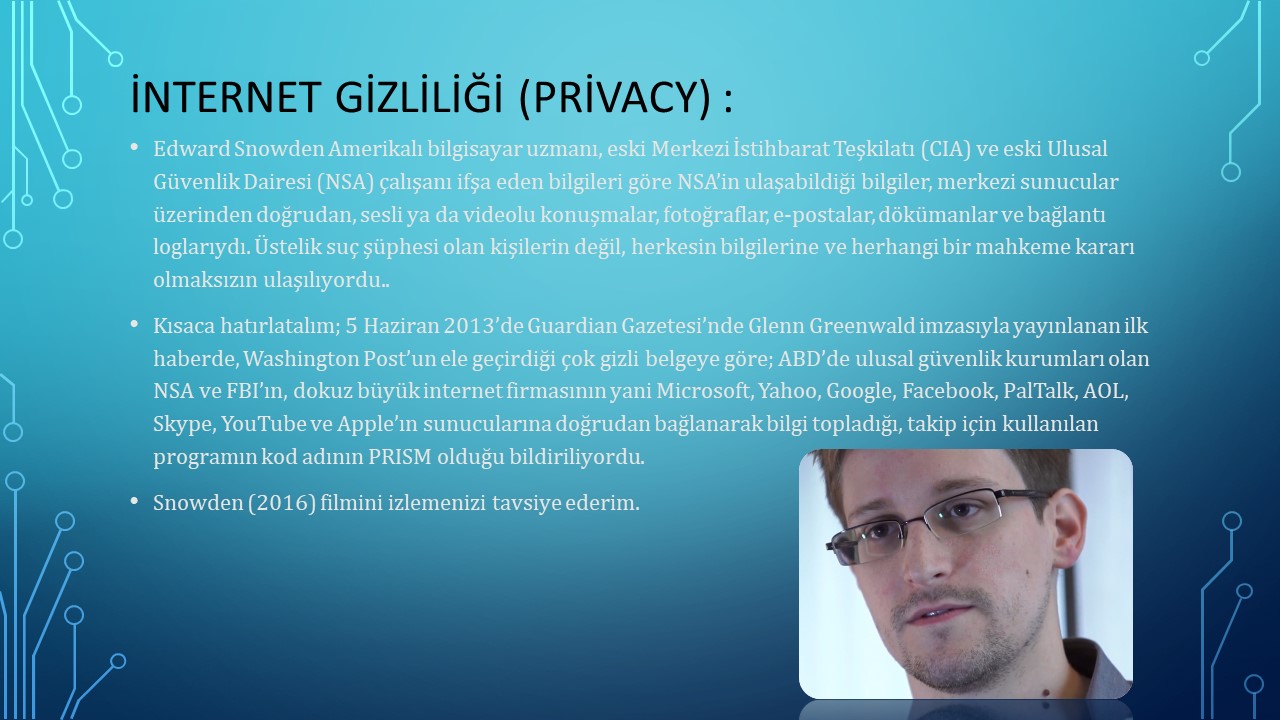 İNTERNET GİZLİLİĞİ (PRİVACY) :
• Edward Snowden Amerikalı bilgisayar uzmanı, eski Merkezi İstihbarat Teşkilatı (CIA) ve eski Ulusal
Güvenlik Dairesi (NSA) çalışanı ifşa eden bilgileri göre NSA’in ulaşabildiği bilgiler, merkezi sunucular
üzerinden doğrudan, sesli ya da videolu konuşmalar, fotoğraflar, e-postalar, dökümanlar ve bağlantı
loglarıydı. Üstelik suç şüphesi olan kişilerin değil, herkesin bilgilerine ve herhangi bir mahkeme kararı
olmaksızın ulaşılıyordu..
• Kısaca hatırlatalım; 5 Haziran 2013’de Guardian Gazetesi’nde Glenn Greenwald imzasıyla yayınlanan ilk
haberde, Washington Post’un ele geçirdiği çok gizli belgeye göre; ABD’de ulusal güvenlik kurumları olan
NSA ve FBI’ın, dokuz büyük internet firmasının yani Microsoft, Yahoo, Google, Facebook, PalTalk, AOL,
Skype, YouTube ve Apple’ın sunucularına doğrudan bağlanarak bilgi topladığı, takip için kullanılan
programın kod adının PRISM olduğu bildiriliyordu.
• Snowden (2016) filmini izlemenizi tavsiye ederim.